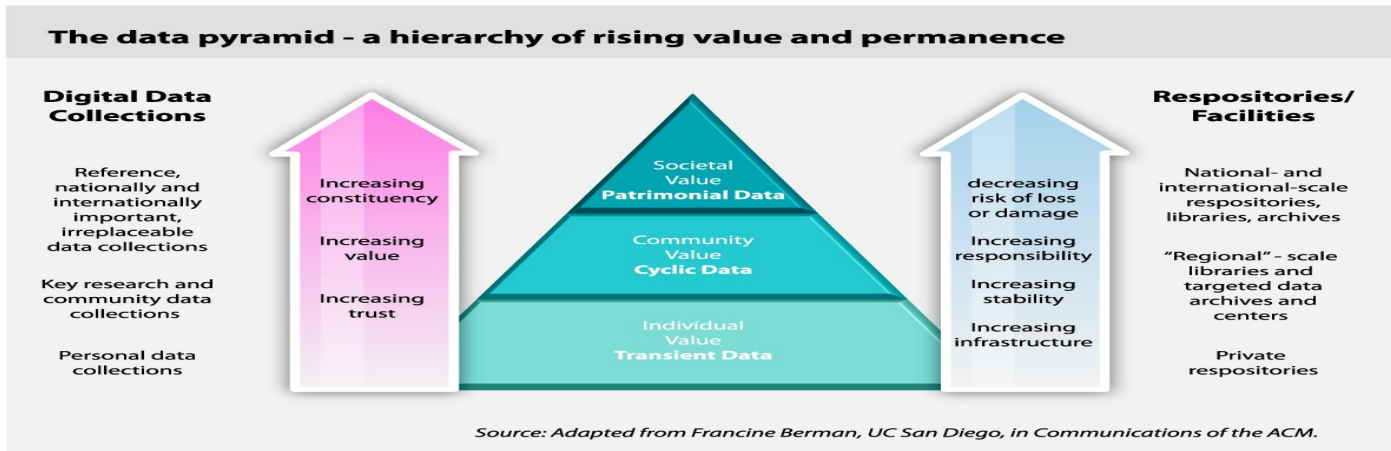 The data pyramid - a hierarchy of rising value and permanence
Digital Data
Collections
Reference,
nationally and
internationally
important,
irreplaceable
data collections
Key research and
community data
collections
Personal data
collections
Increasing
constituency
Increasing
value
Increasing
trust
Societal
Value
Patrimonial Data
Community
Value
Cyclic Data
Individual
Value
Transient Data
decreasing
risk of loss
or damage
Increasing
responsibility
Increasing
stability
Increasing
infrastructure
Respositories/
Facilities
National- and
international-scale
respositories,
libraries, archives
“Regional” - scale
libraries and
targeted data
archives and
centers
Private
respositories
Source: Adapted from Francine Berman, UC San Diego, in Communications of the ACM.